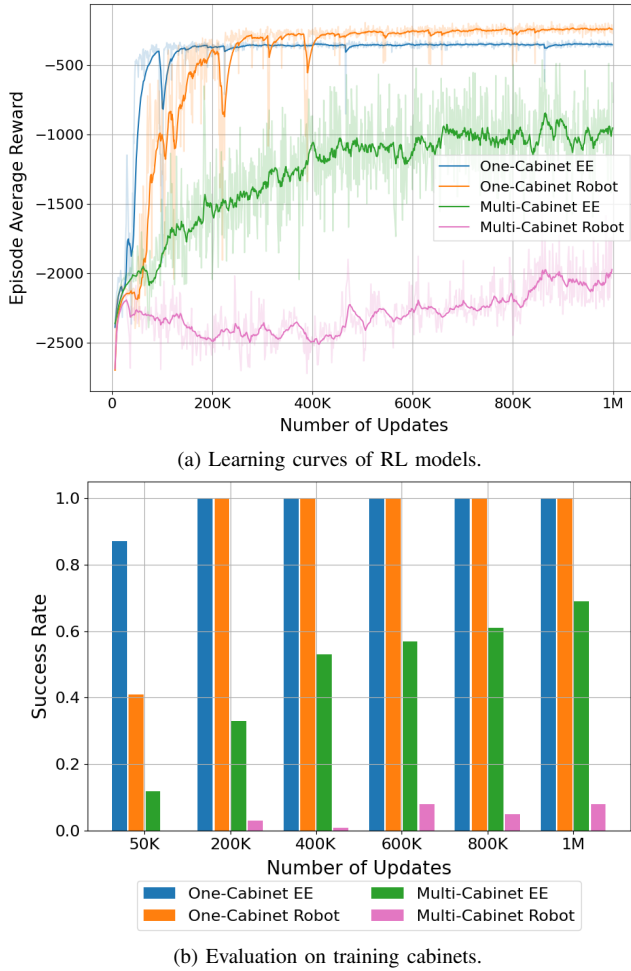 −500
−1000
−1500
−2000
−2500
Episode Average Reward
One-Cabinet EE
One-Cabinet Robot
Multi-Cabinet EE
Multi-Cabinet Robot
0 200K 400K 600K 800K 1M
Number of Updates
(a) Learning curves of RL models.
1.0
0.8
0.6
0.4
0.2
0.0
Success Rate
50K 200K 400K 600K 800K 1M
Number of Updates
One-Cabinet EE Multi-Cabinet EE
One-Cabinet Robot Multi-Cabinet Robot
(b) Evaluation on training cabinets.